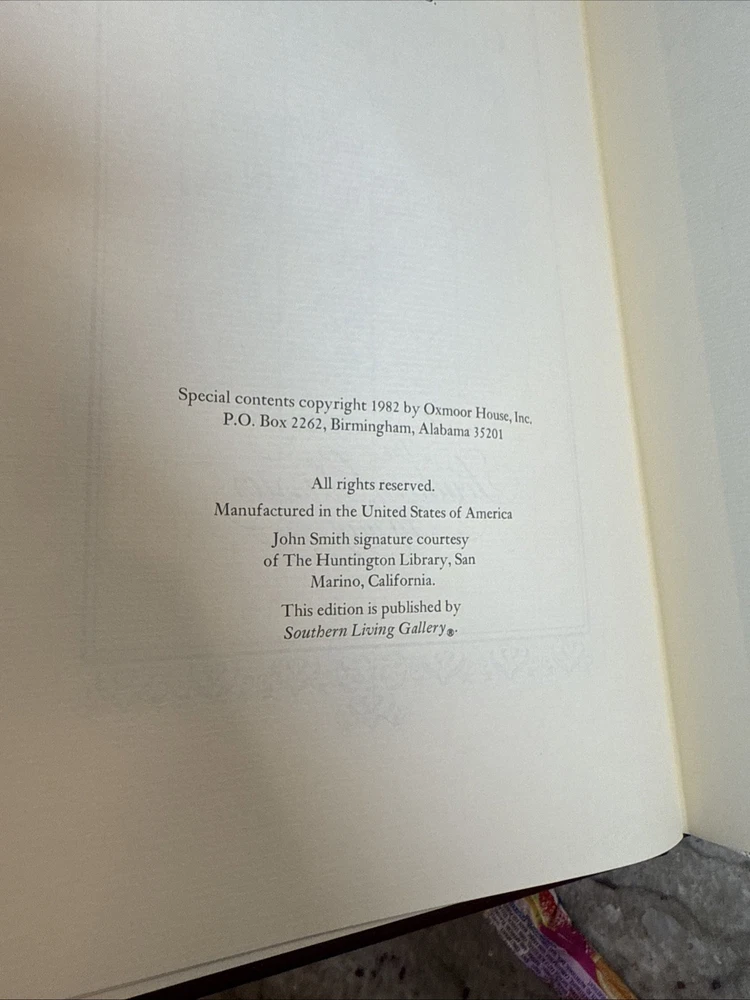 Special contents copyright 1982 by Oxmoor House, Inc.
P.O. Box 2262, Birmingham, Alabama 35201
All rights reserved.
Manufactured in the United States of America
John Smith signature courtesy
of The Huntington Library, San
Marino, California.
This edition is published by
Southern Living Gallery®.